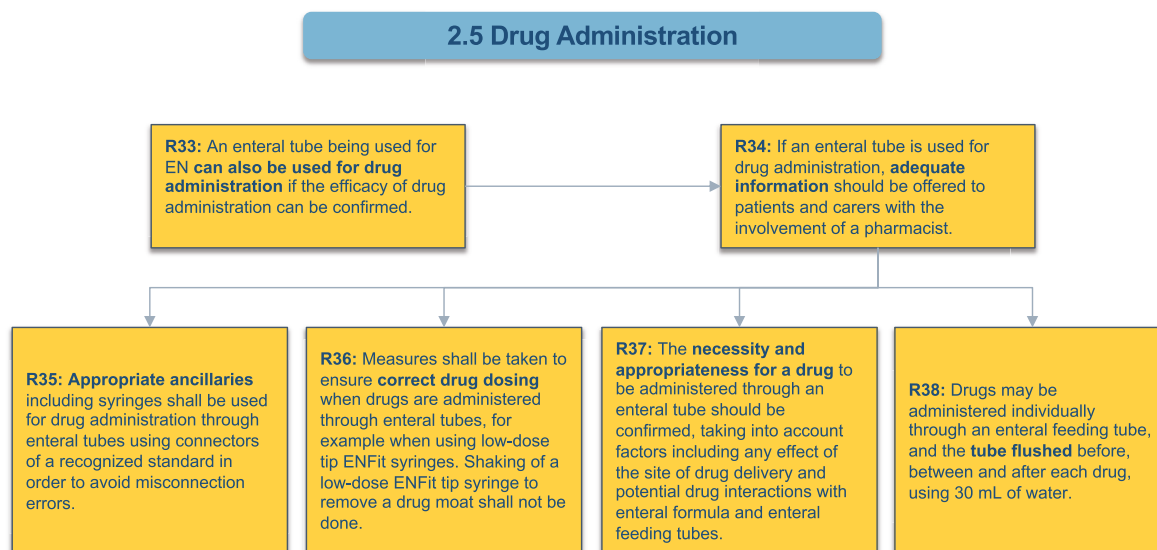 2.5 Drug Administration
R33: An enteral tube being used for
EN can also be used for drug
administration if the efficacy of drug
administration can be confirmed.
R34: If an enteral tube is used for
drug administration, adequate
information should be offered to
patients and carers with the
involvement of a pharmacist.
R35: Appropriate ancillaries
including syringes shall be used
for drug administration through
enteral tubes using connectors
of a recognized standard in
order to avoid misconnection
errors.
R36: Measures shall be taken to
ensure correct drug dosing
when drugs are administered
through enteral tubes, for
example when using low-dose
tip ENFit syringes. Shaking of a
low-dose ENFit tip syringe to
remove a drug moat shall not be
done.
R37: The necessity and
appropriateness for a drug to
be administered through an
enteral tube should be
confirmed, taking into account
factors including any effect of
the site of drug delivery and
potential drug interactions with
enteral formula and enteral
feeding tubes.
R38: Drugs may be
administered individually
through an enteral feeding tube,
and the tube flushed before,
between and after each drug,
using 30 mL of water.